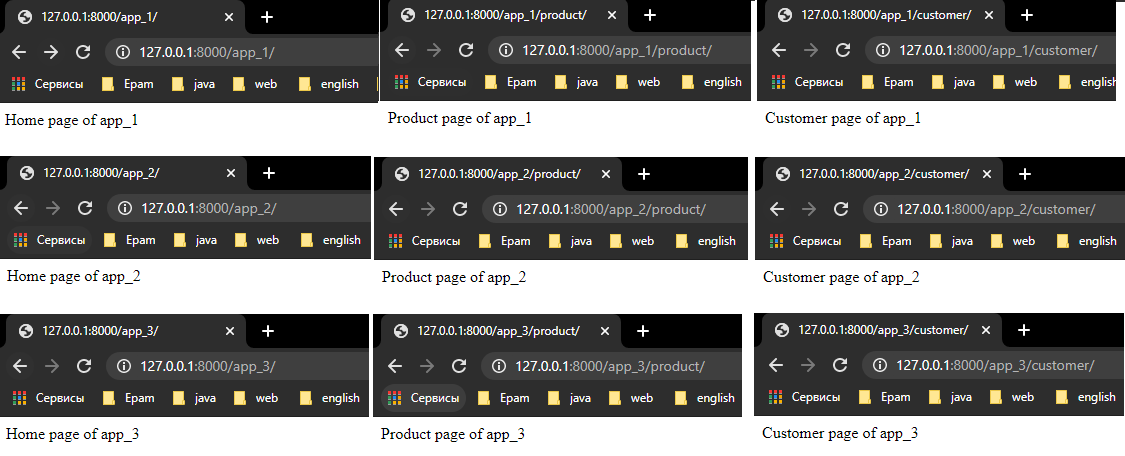 127.0.0.1:8000/app_1/
127.0.0.1:8000/app_1/
Сервисы Epam java web english
Home page of app_1
127.0.0.1:8000/app_1/product/
127.0.0.1:8000/app_1/product/
Сервисы Epam java web english
Product page of app_1
127.0.0.1:8000/app_1/customer/
127.0.0.1:8000/app_1/customer/
Сервисы Epam java web english
Customer page of app_1
127.0.0.1:8000/app_2/
127.0.0.1:8000/app_2/
Сервисы Epam java web english
Home page of app_2
127.0.0.1:8000/app_2/product/
127.0.0.1:8000/app_2/product/
Сервисы Epam java web english
Product page of app_2
127.0.0.1:8000/app_2/customer/
127.0.0.1:8000/app_2/customer/
Сервисы Epam java web english
Customer page of app_2
127.0.0.1:8000/app_3/
127.0.0.1:8000/app_3/
Сервисы Epam java web english
Home page of app_3
127.0.0.1:8000/app_3/product/
127.0.0.1:8000/app_3/product/
Сервисы Epam java web english
Product page of app_3
127.0.0.1:8000/app_3/customer/
127.0.0.1:8000/app_3/customer/
Сервисы Epam java web english
Customer page of app_3